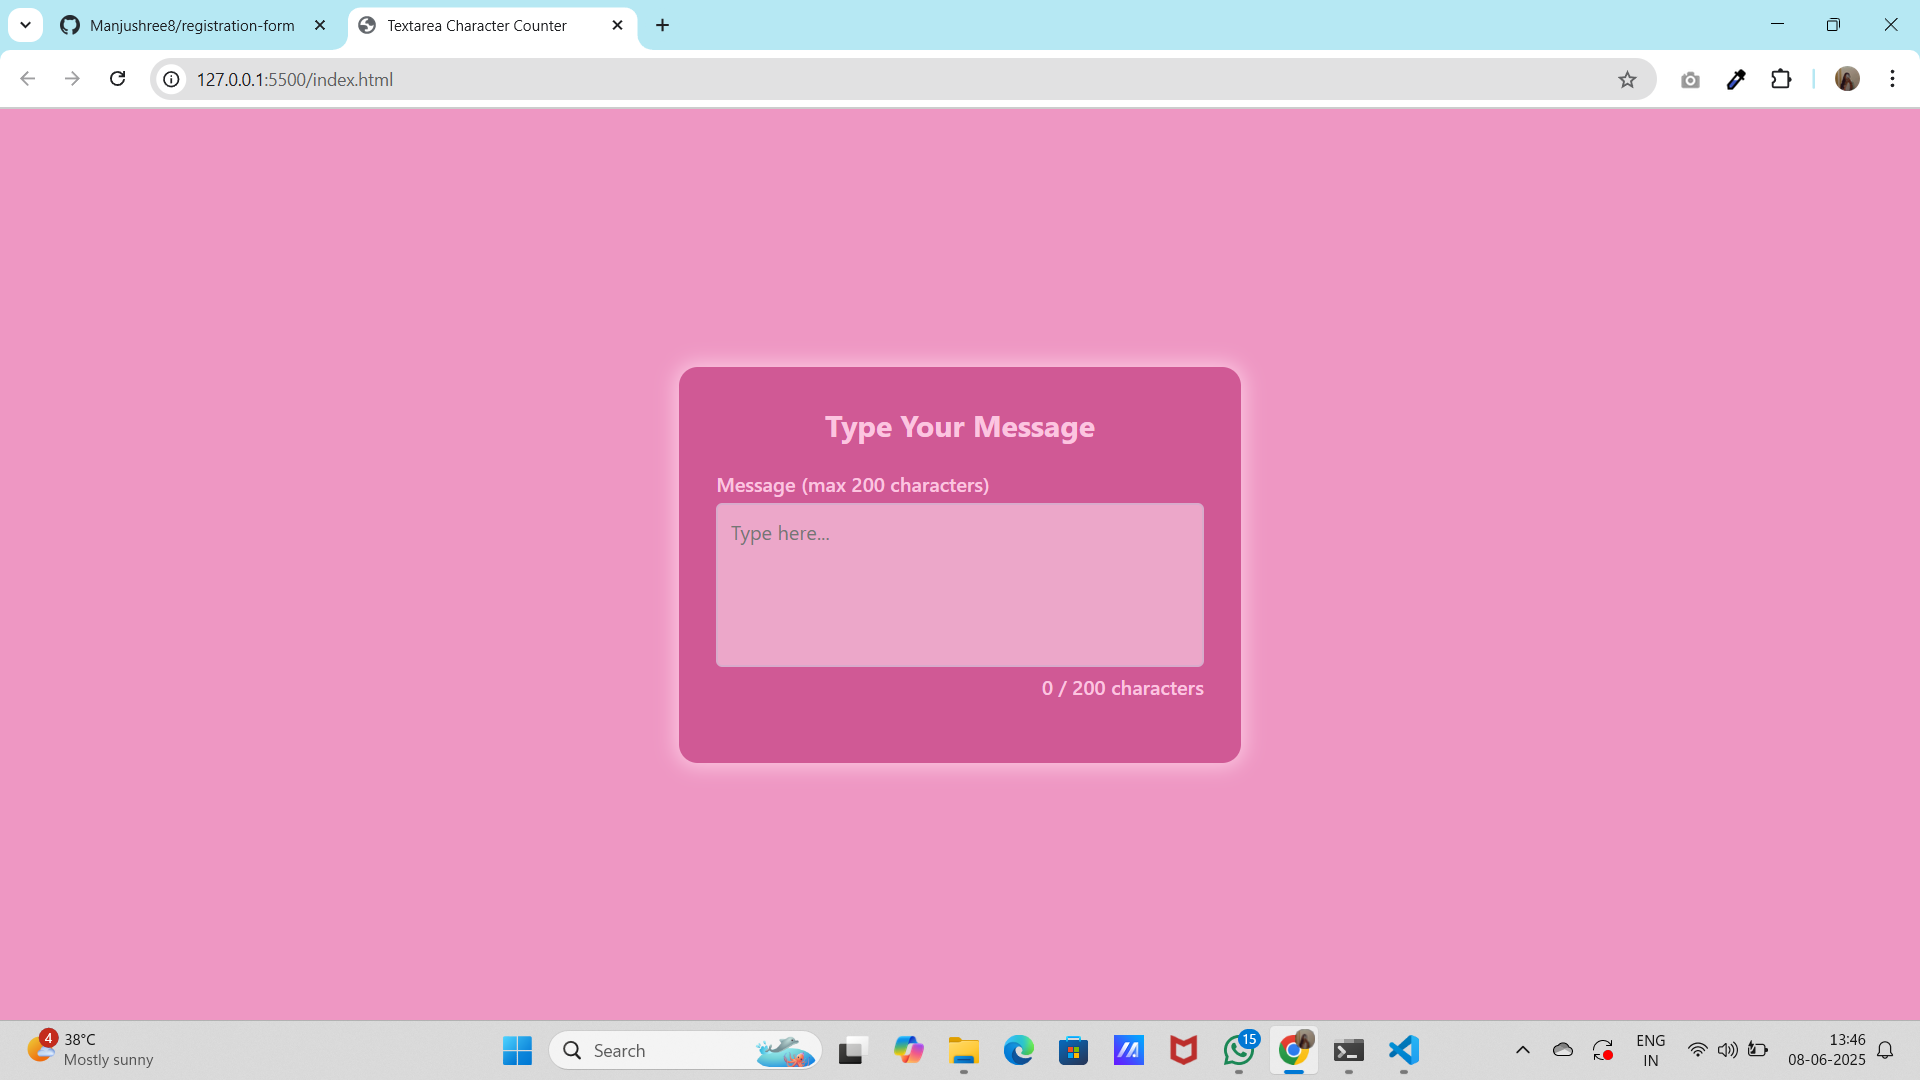 Manjushree8/registration-form
Textarea Character Counter
127.0.0.1:5500/index.html
Type Your Message
Message (max 200 characters)
Type here...
0 / 200 characters
4
38°C
Mostly sunny
Search
15
ENG
IN
13:46
08-06-2025